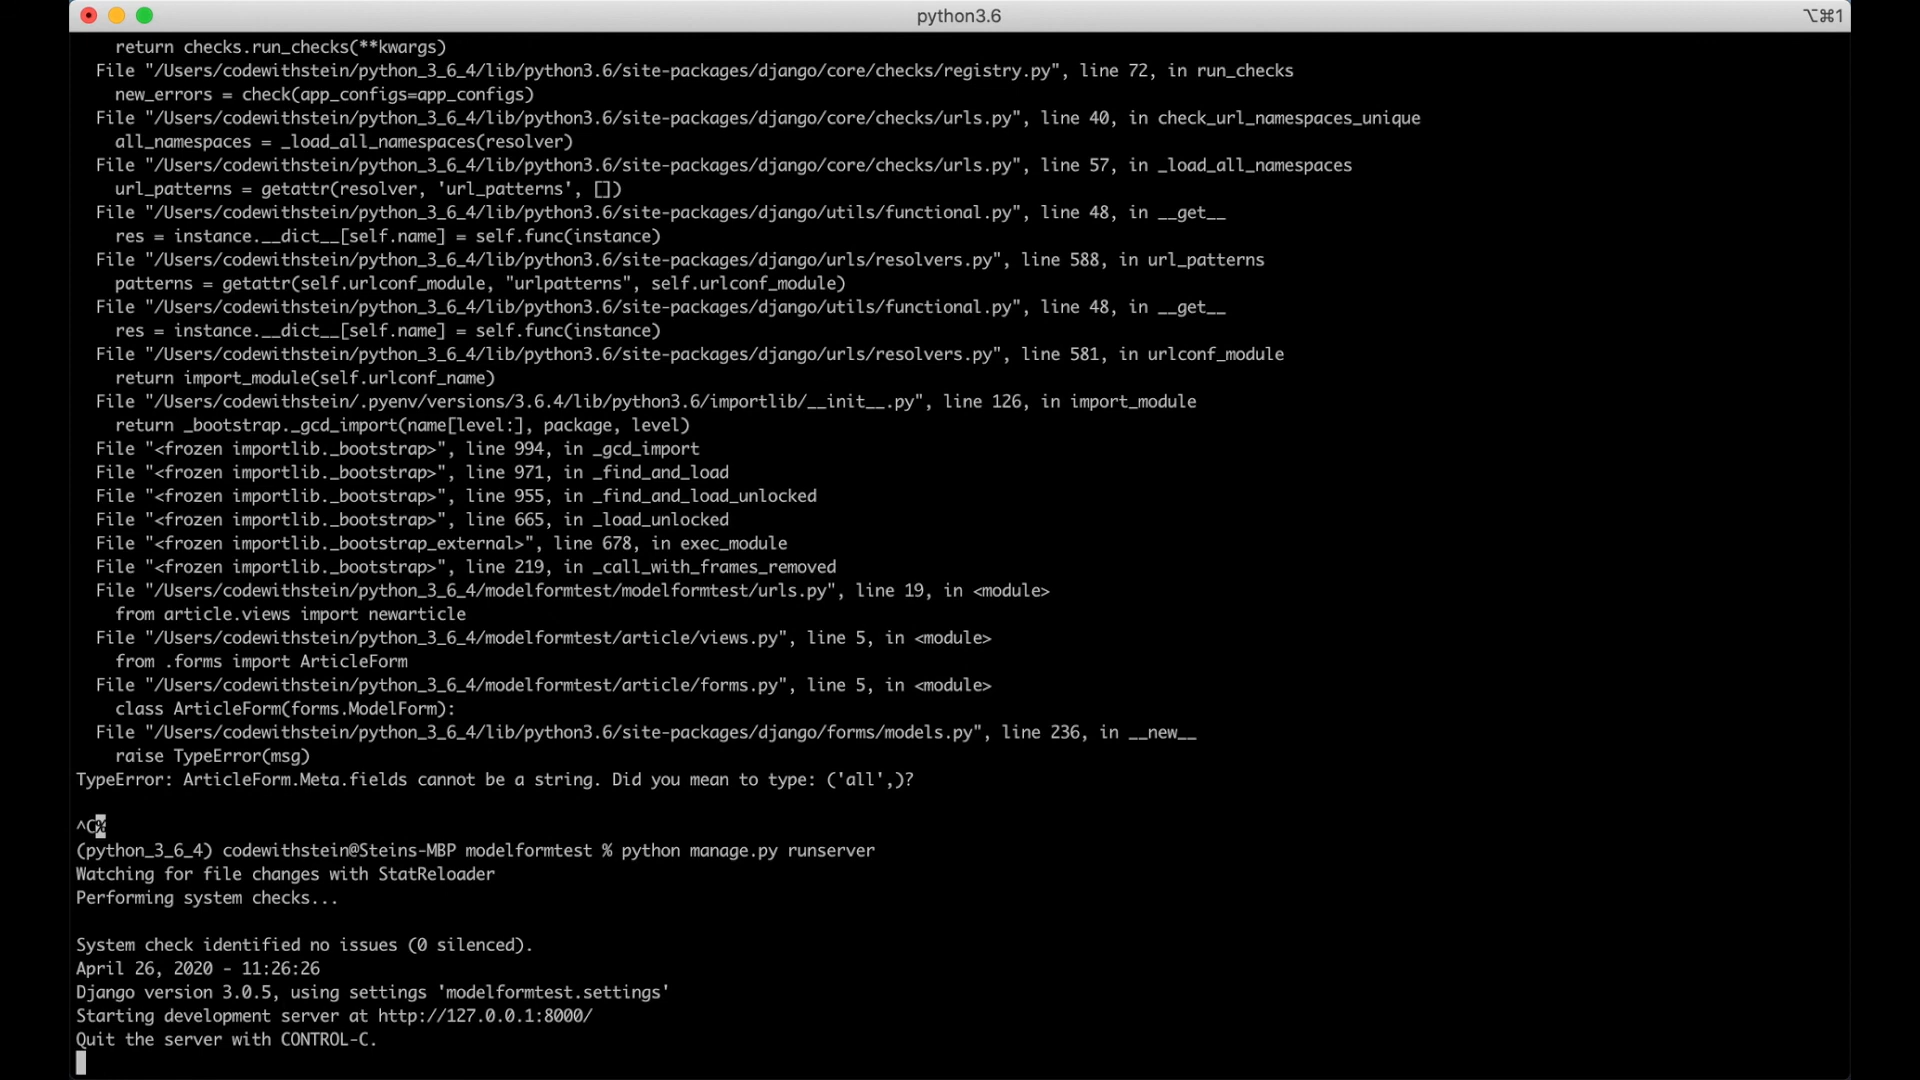 python3.6
⌥⌘1
return checks.run_checks(**kwargs)
File "/Users/codewithstein/python_3_6_4/lib/python3.6/site-packages/django/core/checks/registry.py", line 72, in run_checks
new_errors = check(app_configs=app_configs)
File "/Users/codewithstein/python_3_6_4/lib/python3.6/site-packages/django/core/checks/urls.py", line 40, in check_url_namespaces_unique
all_namespaces = _load_all_namespaces(resolver)
File "/Users/codewithstein/python_3_6_4/lib/python3.6/site-packages/django/core/checks/urls.py", line 57, in _load_all_namespaces
url_patterns = getattr(resolver, 'url_patterns', [])
File "/Users/codewithstein/python_3_6_4/lib/python3.6/site-packages/django/utils/functional.py", line 48, in __get__
res = instance.__dict__[self.name] = self.func(instance)
File "/Users/codewithstein/python_3_6_4/lib/python3.6/site-packages/django/urls/resolvers.py", line 588, in url_patterns
patterns = getattr(self.urlconf_module, "urlpatterns", self.urlconf_module)
File "/Users/codewithstein/python_3_6_4/lib/python3.6/site-packages/django/utils/functional.py", line 48, in __get__
res = instance.__dict__[self.name] = self.func(instance)
File "/Users/codewithstein/python_3_6_4/lib/python3.6/site-packages/django/urls/resolvers.py", line 581, in urlconf_module
return import_module(self.urlconf_name)
File "/Users/codewithstein/.pyenv/versions/3.6.4/lib/python3.6/importlib/__init__.py", line 126, in import_module
return _bootstrap._gcd_import(name[level:], package, level)
File "<frozen importlib._bootstrap>", line 994, in _gcd_import
File "<frozen importlib._bootstrap>", line 971, in _find_and_load
File "<frozen importlib._bootstrap>", line 955, in _find_and_load_unlocked
File "<frozen importlib._bootstrap>", line 665, in _load_unlocked
File "<frozen importlib._bootstrap_external>", line 678, in exec_module
File "<frozen importlib._bootstrap>", line 219, in _call_with_frames_removed
File "/Users/codewithstein/python_3_6_4/modelformtest/modelformtest/urls.py", line 19, in <module>
from article.views import newarticle
File "/Users/codewithstein/python_3_6_4/modelformtest/article/views.py", line 5, in <module>
from .forms import ArticleForm
File "/Users/codewithstein/python_3_6_4/modelformtest/article/forms.py", line 5, in <module>
class ArticleForm(forms.ModelForm):
File "/Users/codewithstein/python_3_6_4/lib/python3.6/site-packages/django/forms/models.py", line 236, in __new__
raise TypeError(msg)
TypeError: ArticleForm.Meta.fields cannot be a string. Did you mean to type: ('all',)?
^C%
(python_3_6_4) codewithstein@Steins-MBP modelformtest % python manage.py runserver
Watching for file changes with StatReloader
Performing system checks...
System check identified no issues (0 silenced).
April 26, 2020 - 11:26:26
Django version 3.0.5, using settings 'modelformtest.settings'
Starting development server at http://127.0.0.1:8000/
Quit the server with CONTROL-C.